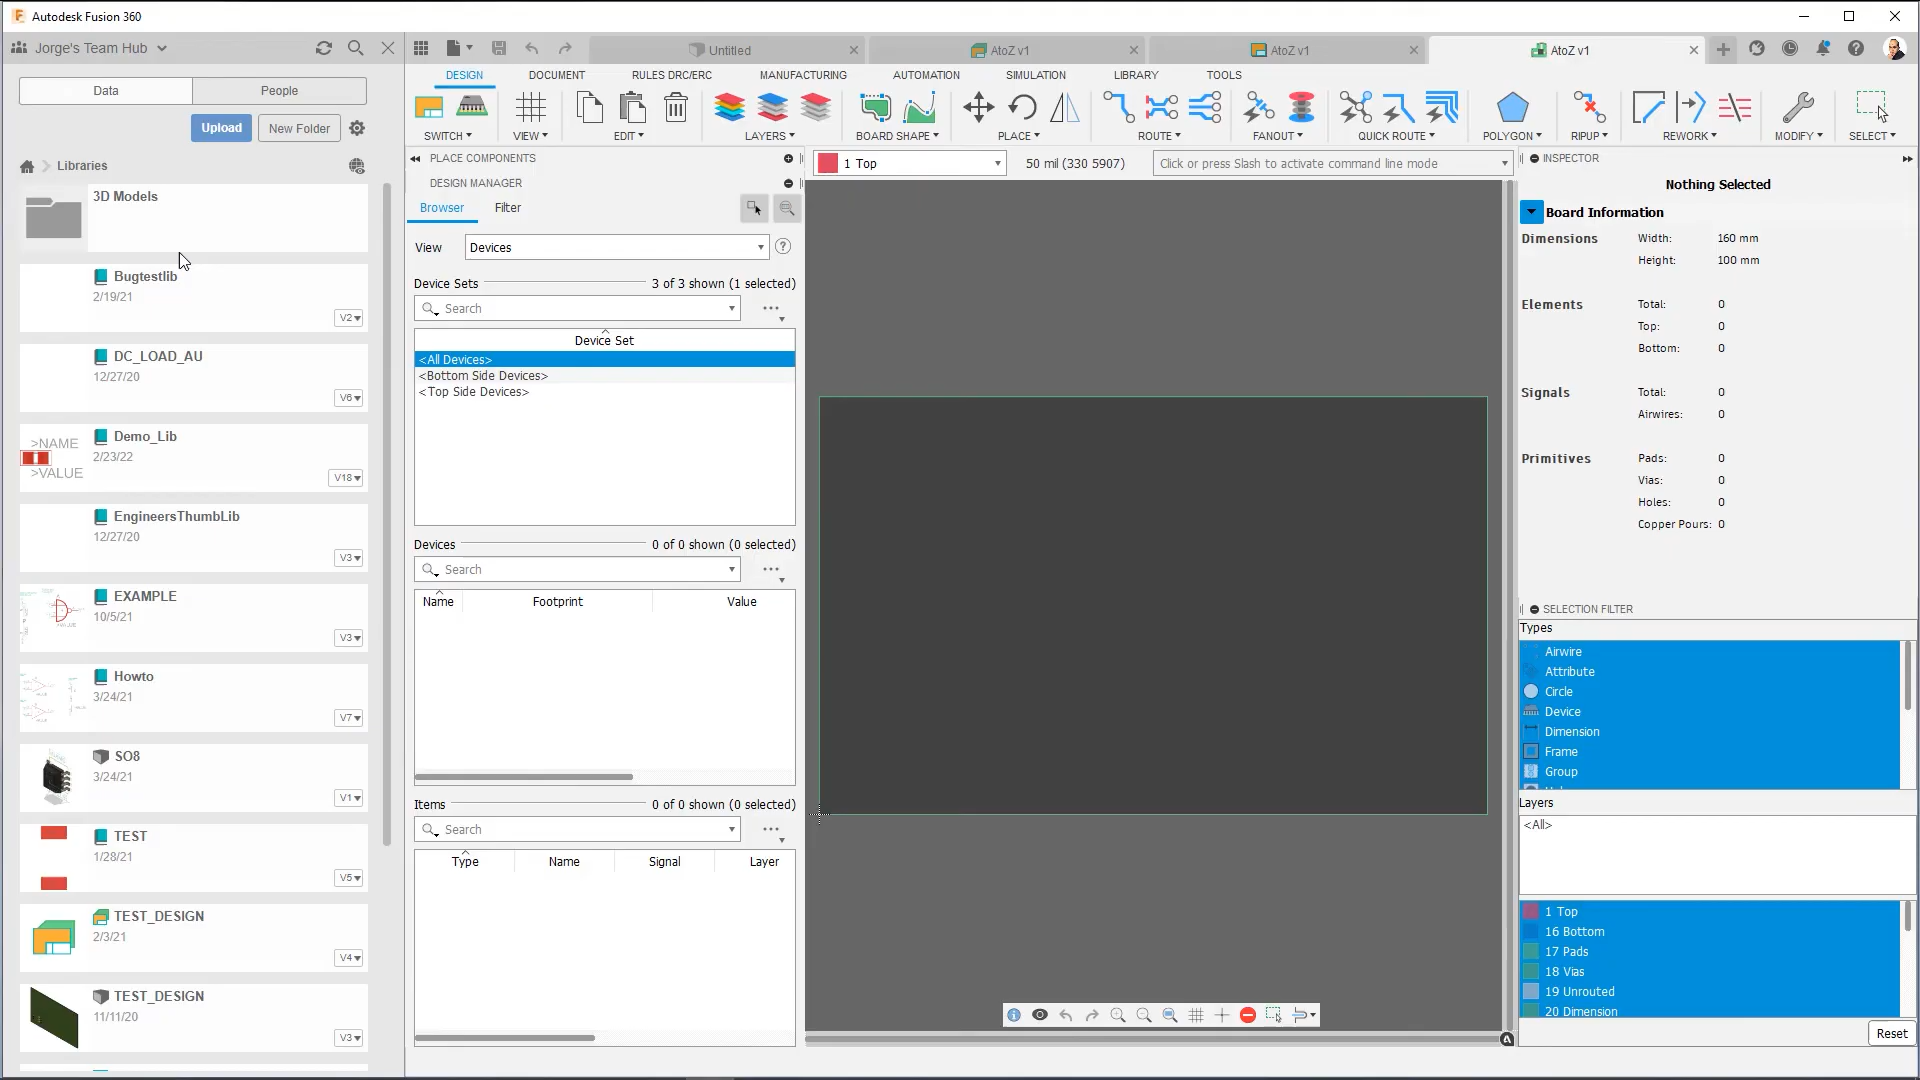 Autodesk Fusion 360
Jorge's Team Hub
Untitled
AtoZ v1
AtoZ v1
AtoZ v1
Data
People
Upload
New Folder
Libraries
3D Models
Bugtestlib
2/19/21
V2
DC_LOAD_AU
12/27/20
V6
>NAME
>VALUE
Demo_Lib
2/23/22
V18
EngineersThumbLib
12/27/20
V3
EXAMPLE
10/5/21
V3
Howto
3/24/21
V7
SO8
3/24/21
V1
TEST
1/28/21
V5
TEST_DESIGN
2/3/21
V4
TEST_DESIGN
11/11/20
V3
DESIGN
DOCUMENT
RULES DRC/ERC
MANUFACTURING
AUTOMATION
SIMULATION
LIBRARY
TOOLS
SWITCH
VIEW
EDIT
LAYERS
BOARD SHAPE
PLACE
ROUTE
FANOUT
QUICK ROUTE
POLYGON
RIPUP
REWORK
MODIFY
SELECT
PLACE COMPONENTS
DESIGN MANAGER
Browser
Filter
View
Devices
Device Sets
3 of 3 shown (1 selected)
Search
Device Set
<All Devices>
<Bottom Side Devices>
<Top Side Devices>
Devices
0 of 0 shown (0 selected)
Search
Name
Footprint
Value
Items
0 of 0 shown (0 selected)
Search
Type
Name
Signal
Layer
1 Top
50 mil (330 5907)
Click or press Slash to activate command line mode
INSPECTOR
Nothing Selected
Board Information
Dimensions
Width: 160 mm
Height: 100 mm
Elements
Total: 0
Top: 0
Bottom: 0
Signals
Total: 0
Airwires: 0
Primitives
Pads: 0
Vias: 0
Holes: 0
Copper Pours: 0
SELECTION FILTER
Types
Airwire
Attribute
Circle
Device
Dimension
Frame
Group
Layers
<All>
1 Top
16 Bottom
17 Pads
18 Vias
19 Unrouted
20 Dimension
Reset